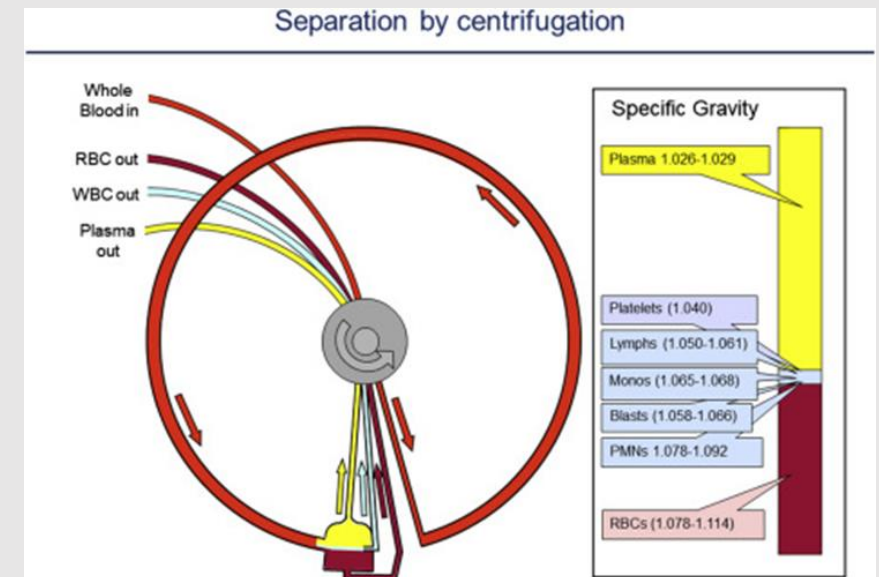 Separation by centrifugation
Whole
Blood in
RBC out
WBC out
Plasma
out
Specific Gravity
Plasma 1.026-1.029
Platelets (1.040)
Lymphs (1.050-1.061)
Monos (1.065-1.068)
Blasts (1.058-1.066)
PMNs 1.078-1.092
RBCs (1.078-1.114)